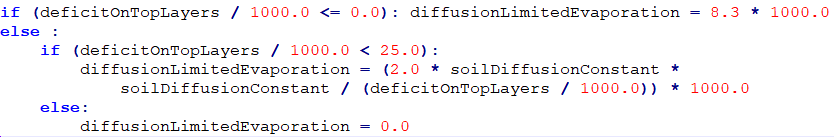 if (deficitOnTopLayers / 1000.0 <= 0.0): diffusionLimitedEvaporation = 8.3 * 1000.0
else :
    if (deficitOnTopLayers / 1000.0 < 25.0):
        diffusionLimitedEvaporation = (2.0 * soilDiffusionConstant *
            soilDiffusionConstant / (deficitOnTopLayers / 1000.0)) * 1000.0
    else:
        diffusionLimitedEvaporation = 0.0